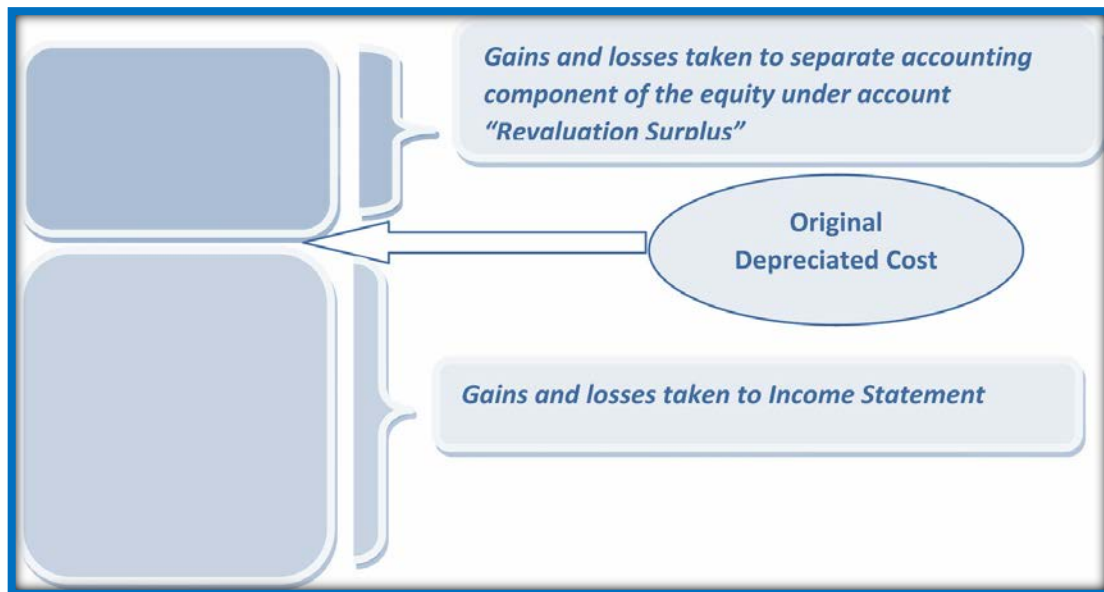 Gains and losses taken to separate accounting
component of the equity under account
“Revaluation Surplus”
Original
Depreciated Cost
Gains and losses taken to Income Statement